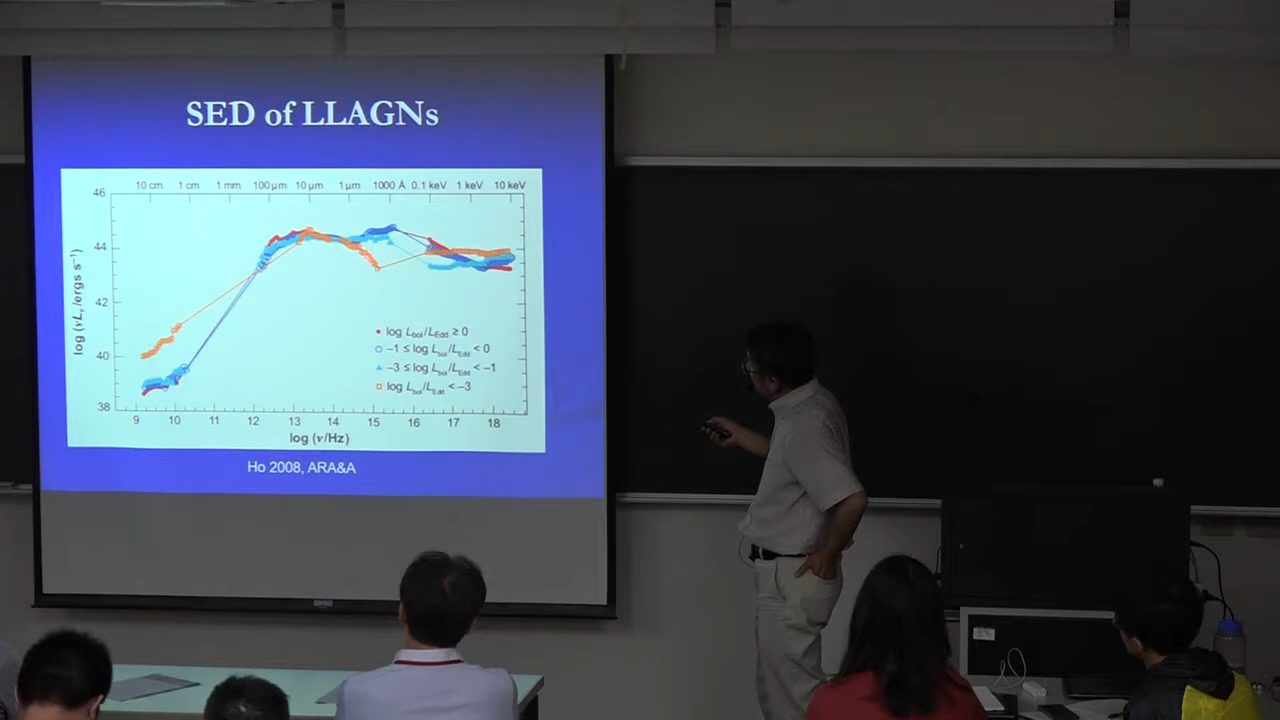 SED of LLAGNs
10 cm 1 cm 1 mm 100 μm 10 μm 1 μm 1000 Å 0.1 keV 1 keV 10 keV
46
44
42
40
38
log (νLν/ergs s⁻¹)
log Lbol/LEdd ≥ 0
−1 ≤ log Lbol/LEdd < 0
−3 ≤ log Lbol/LEdd < −1
log Lbol/LEdd < −3
9 10 11 12 13 14 15 16 17 18
log (ν/Hz)
Ho 2008, ARA&A